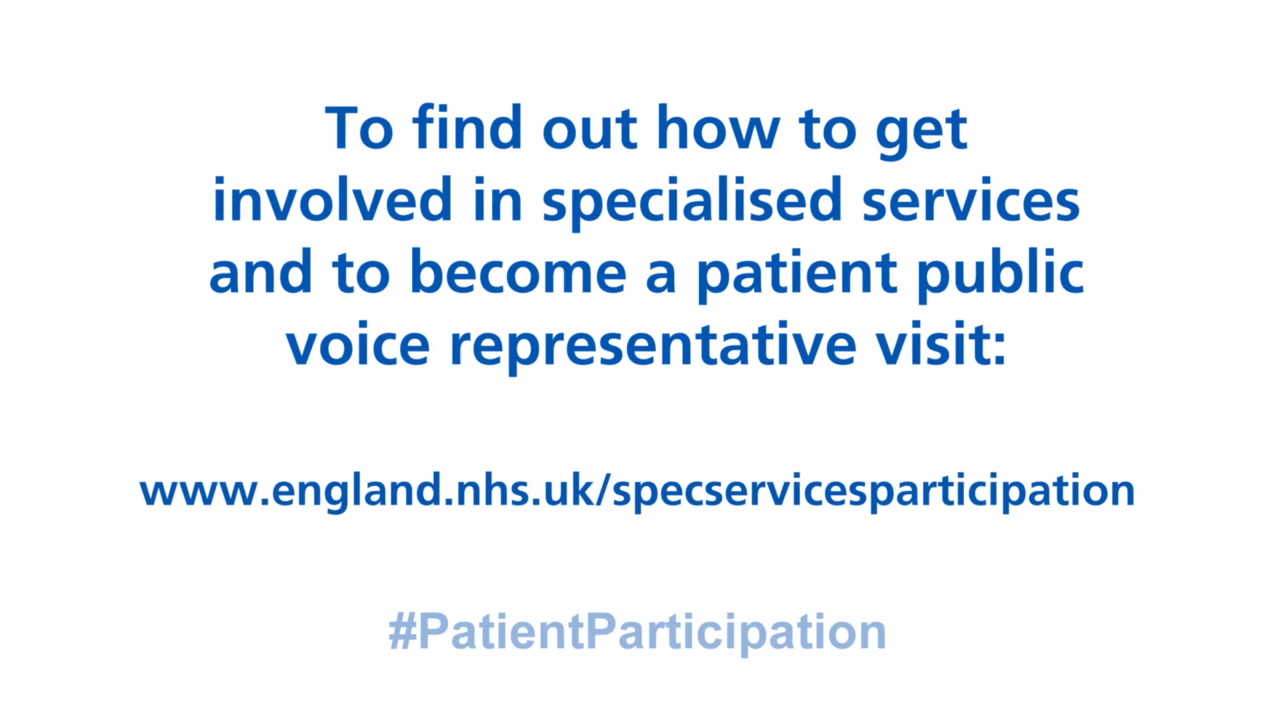 To find out how to get
involved in specialised services
and to become a patient public
voice representative visit:
www.england.nhs.uk/specservicesparticipation
#PatientParticipation